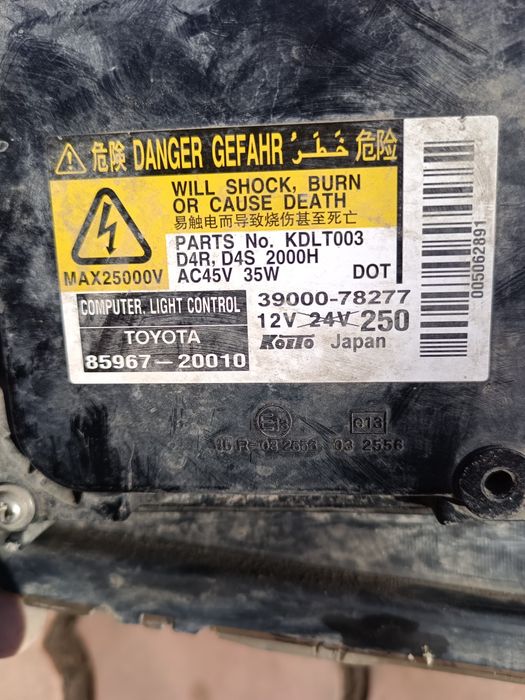 危険 DANGER GEFAHR خَطَر 危险
WILL SHOCK, BURN
OR CAUSE DEATH
易触电而导致烧伤甚至死亡
MAX25000V
PARTS No. KDLT003
D4R, D4S 2000H
AC45V 35W DOT
COMPUTER. LIGHT CONTROL
TOYOTA
85967-20010
39000-78277
12V 24V 250
KOITO Japan
005062891
03 2556